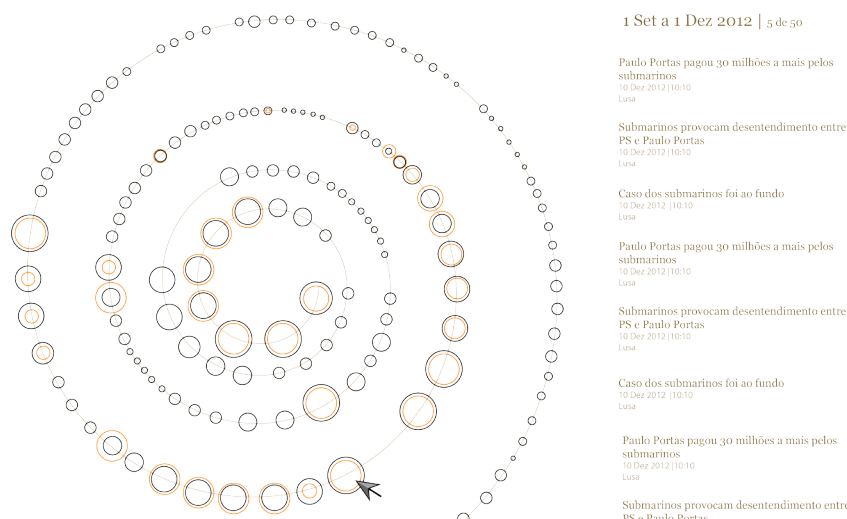 1 Set a 1 Dez 2012 | 5 de 50
Paulo Portas pagou 30 milhões a mais pelos
submarinos
10 Dez 2012 |10:10
Lusa
Submarinos provocam desentendimento entre
PS e Paulo Portas
10 Dez 2012 |10:10
Lusa
Caso dos submarinos foi ao fundo
10 Dez 2012 |10:10
Lusa
Paulo Portas pagou 30 milhões a mais pelos
submarinos
10 Dez 2012 |10:10
Lusa
Submarinos provocam desentendimento entre
PS e Paulo Portas
10 Dez 2012 |10:10
Lusa
Caso dos submarinos foi ao fundo
10 Dez 2012 |10:10
Lusa
Paulo Portas pagou 30 milhões a mais pelos
submarinos
10 Dez 2012 |10:10
Lusa
Submarinos provocam desentendimento entre
PS e Paulo Portas